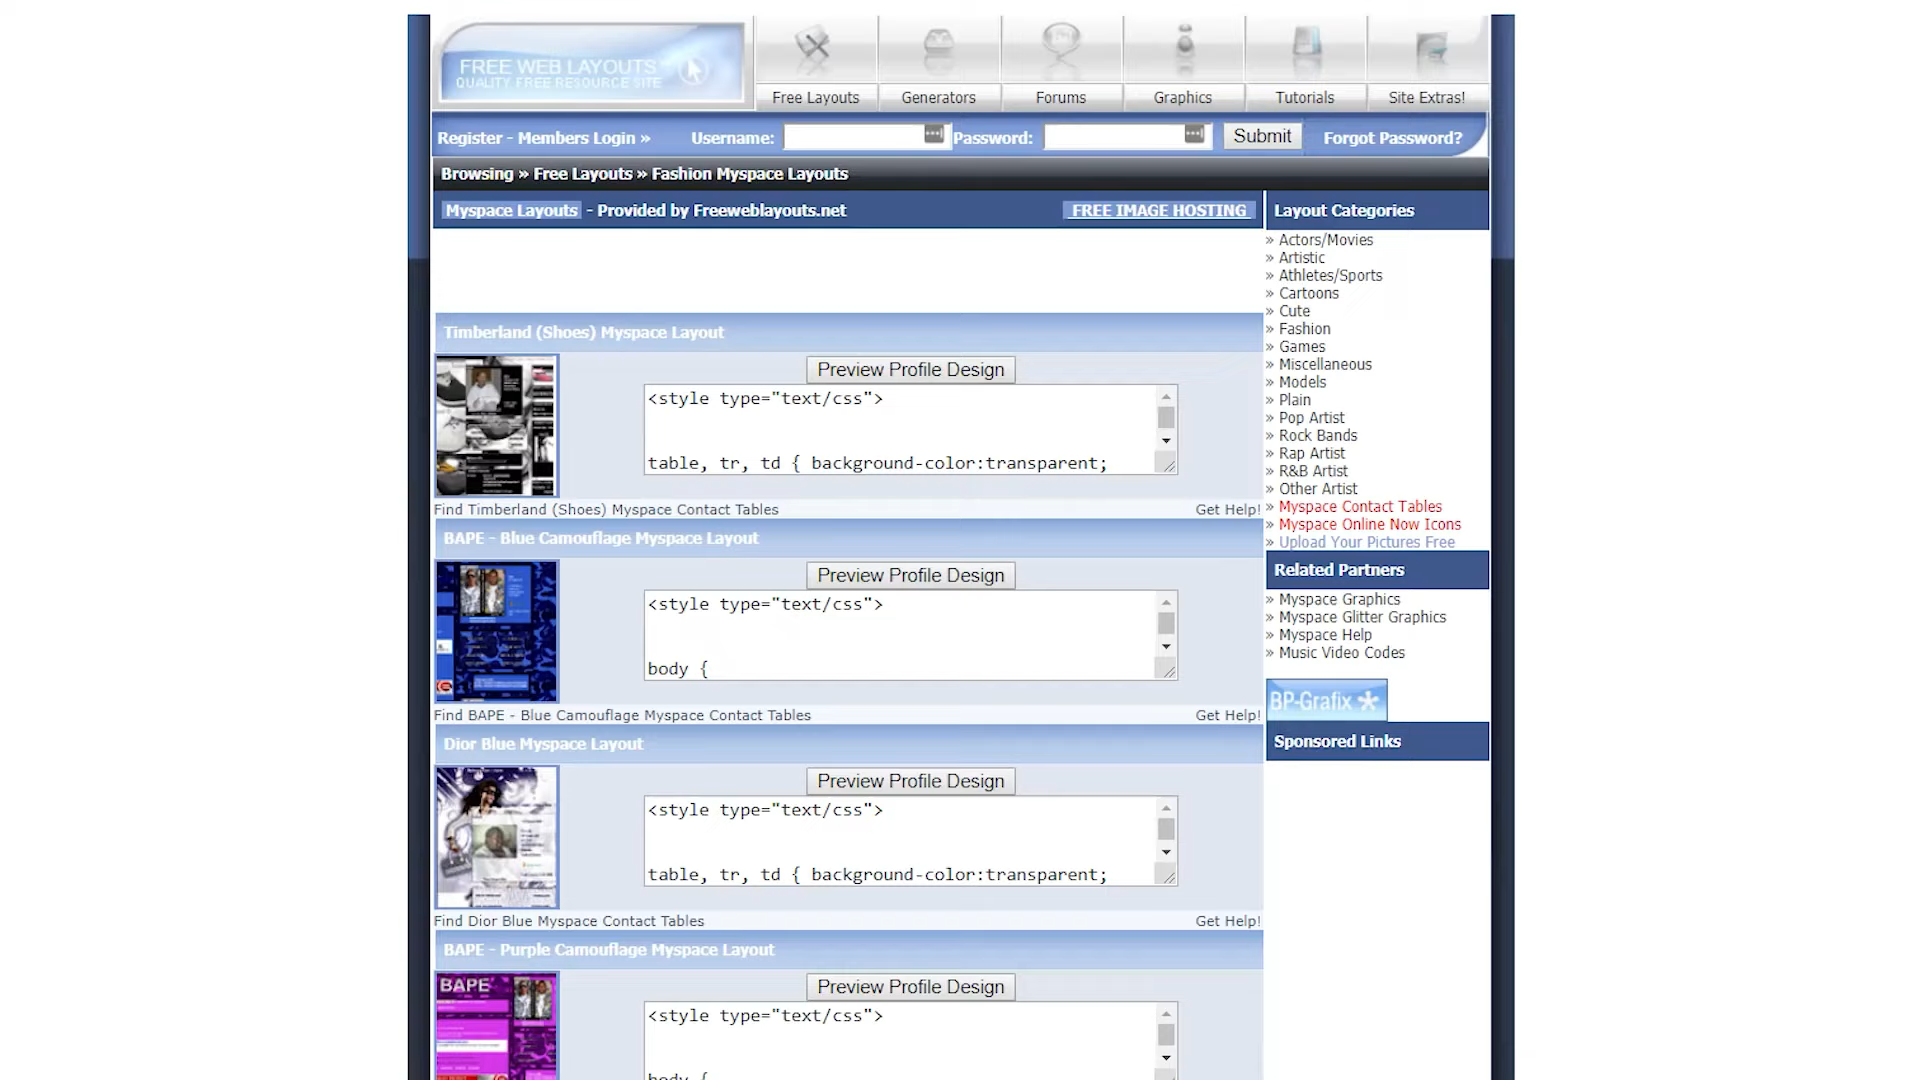 FREE WEB LAYOUTS
QUALITY FREE RESOURCE SITE
Free Layouts
Generators
Forums
Graphics
Tutorials
Site Extras!
Register - Members Login »
Username:
Password:
Submit
Forgot Password?
Browsing » Free Layouts » Fashion Myspace Layouts
Myspace Layouts - Provided by Freeweblayouts.net
FREE IMAGE HOSTING
Timberland (Shoes) Myspace Layout
Preview Profile Design
<style type="text/css">
table, tr, td { background-color:transparent;
Find Timberland (Shoes) Myspace Contact Tables
Get Help!
BAPE - Blue Camouflage Myspace Layout
Preview Profile Design
<style type="text/css">
body {
Find BAPE - Blue Camouflage Myspace Contact Tables
Get Help!
Dior Blue Myspace Layout
Preview Profile Design
<style type="text/css">
table, tr, td { background-color:transparent;
Find Dior Blue Myspace Contact Tables
Get Help!
BAPE - Purple Camouflage Myspace Layout
BAPE
Preview Profile Design
<style type="text/css">
body {
Layout Categories
» Actors/Movies
» Artistic
» Athletes/Sports
» Cartoons
» Cute
» Fashion
» Games
» Miscellaneous
» Models
» Plain
» Pop Artist
» Rock Bands
» Rap Artist
» R&B Artist
» Other Artist
» Myspace Contact Tables
» Myspace Online Now Icons
» Upload Your Pictures Free
Related Partners
» Myspace Graphics
» Myspace Glitter Graphics
» Myspace Help
» Music Video Codes
BP-Grafix *
Sponsored Links